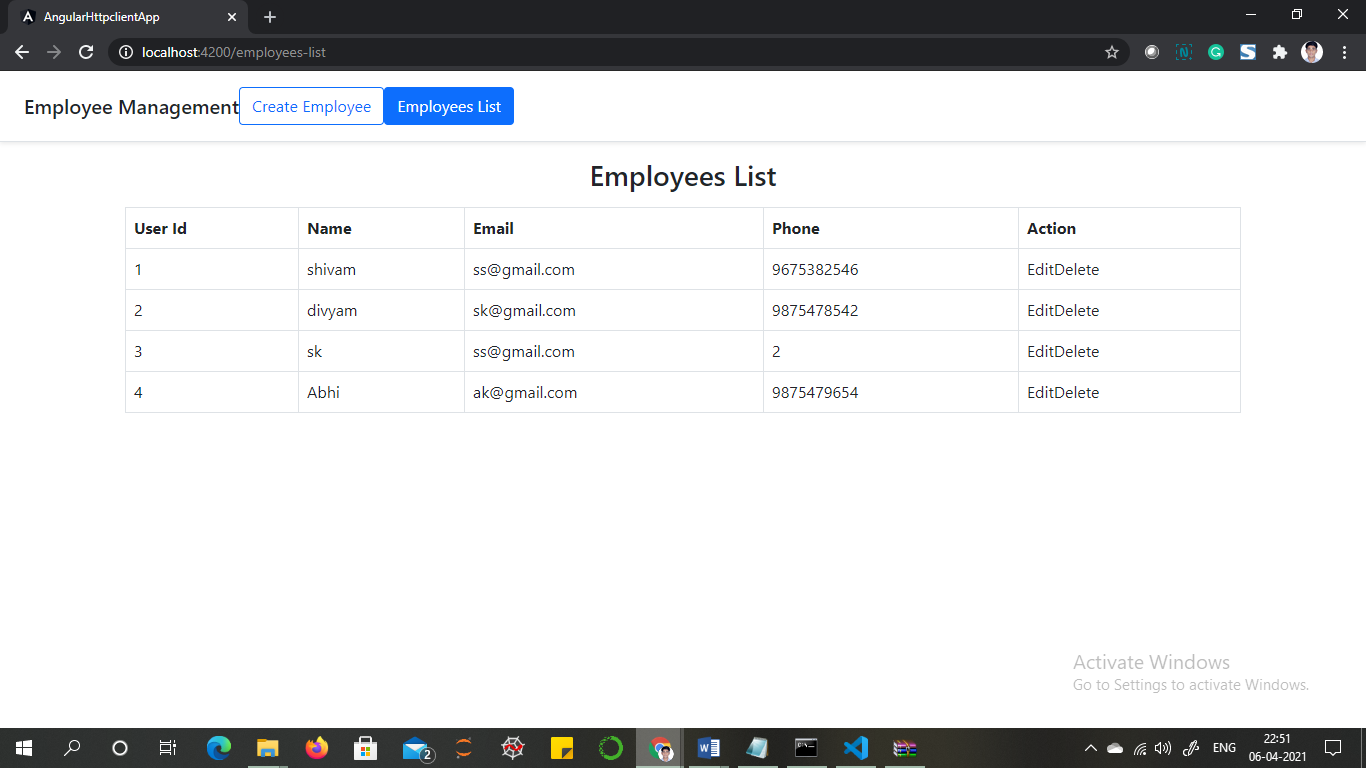 AngularHttpclientApp
localhost:4200/employees-list
Employee Management Create Employee Employees List
Employees List
User Id Name Email Phone Action
1 shivam ss@gmail.com 9675382546 EditDelete
2 divyam sk@gmail.com 9875478542 EditDelete
3 sk ss@gmail.com 2 EditDelete
4 Abhi ak@gmail.com 9875479654 EditDelete
Activate Windows
Go to Settings to activate Windows.
2
ENG
22:51
06-04-2021